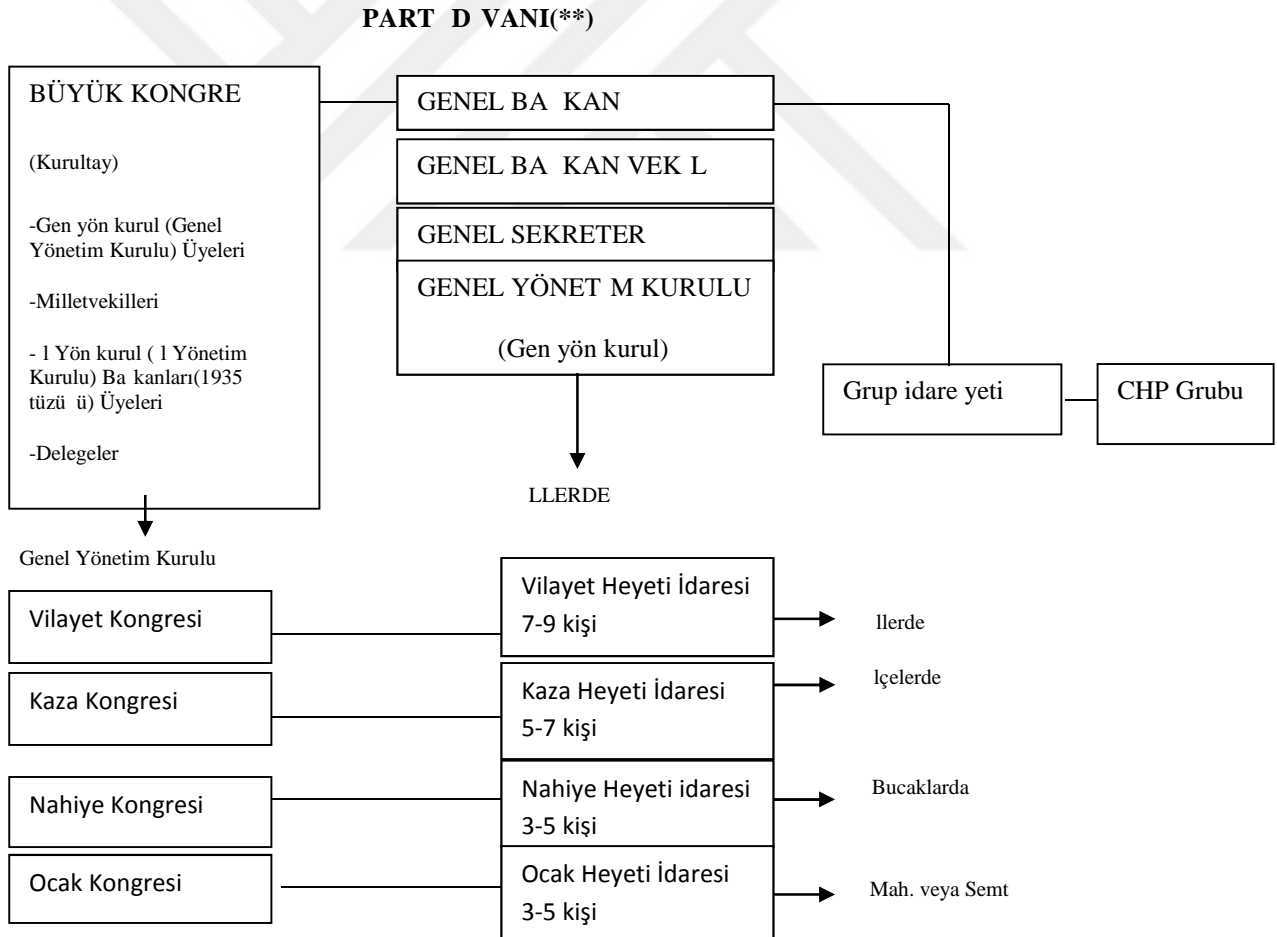 PART D VANI(**)
BÜYÜK KONGRE
(Kurultay)
-Gen yön kurul (Genel
Yönetim Kurulu) Üyeleri
-Milletvekilleri
- l Yön kurul ( l Yönetim
Kurulu) Ba kanları(1935
tüzü ü) Üyeleri
-Delegeler
Genel Yönetim Kurulu
GENEL BA KAN
GENEL BA KAN VEK L
GENEL SEKRETER
GENEL YÖNET M KURULU
(Gen yön kurul)
LLERDE
Grup idare yeti
CHP Grubu
Vilayet Kongresi
Vilayet Heyeti İdaresi
7-9 kişi
llerde
Kaza Kongresi
Kaza Heyeti İdaresi
5-7 kişi
lçelerde
Nahiye Kongresi
Nahiye Heyeti idaresi
3-5 kişi
Bucaklarda
Ocak Kongresi
Ocak Heyeti İdaresi
3-5 kişi
Mah. veya Semt